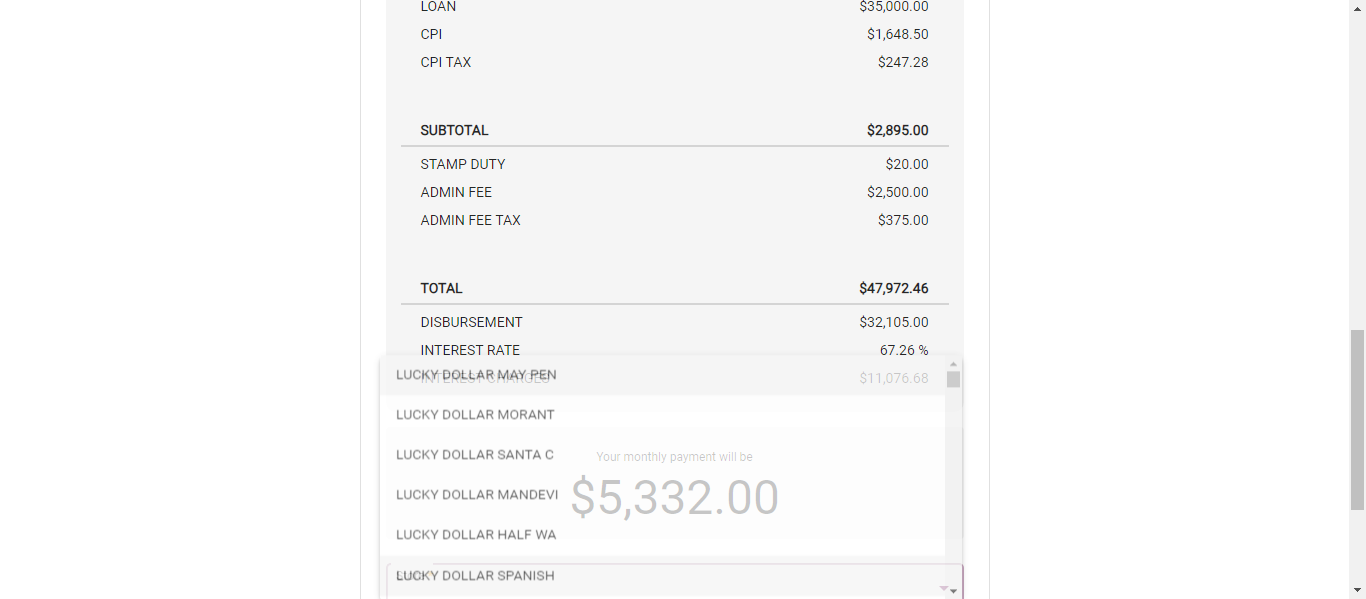 LOAN $35,000.00
CPI $1,648.50
CPI TAX $247.28
SUBTOTAL $2,895.00
STAMP DUTY $20.00
ADMIN FEE $2,500.00
ADMIN FEE TAX $375.00
TOTAL $47,972.46
DISBURSEMENT $32,105.00
INTEREST RATE 67.26 %
LUCKY DOLLAR MAY PEN
INTEREST CHARGES $11,076.68
LUCKY DOLLAR MORANT
LUCKY DOLLAR SANTA C
Your monthly payment will be
LUCKY DOLLAR MANDEVI
$5,332.00
LUCKY DOLLAR HALF WA
LUCKY DOLLAR SPANISH